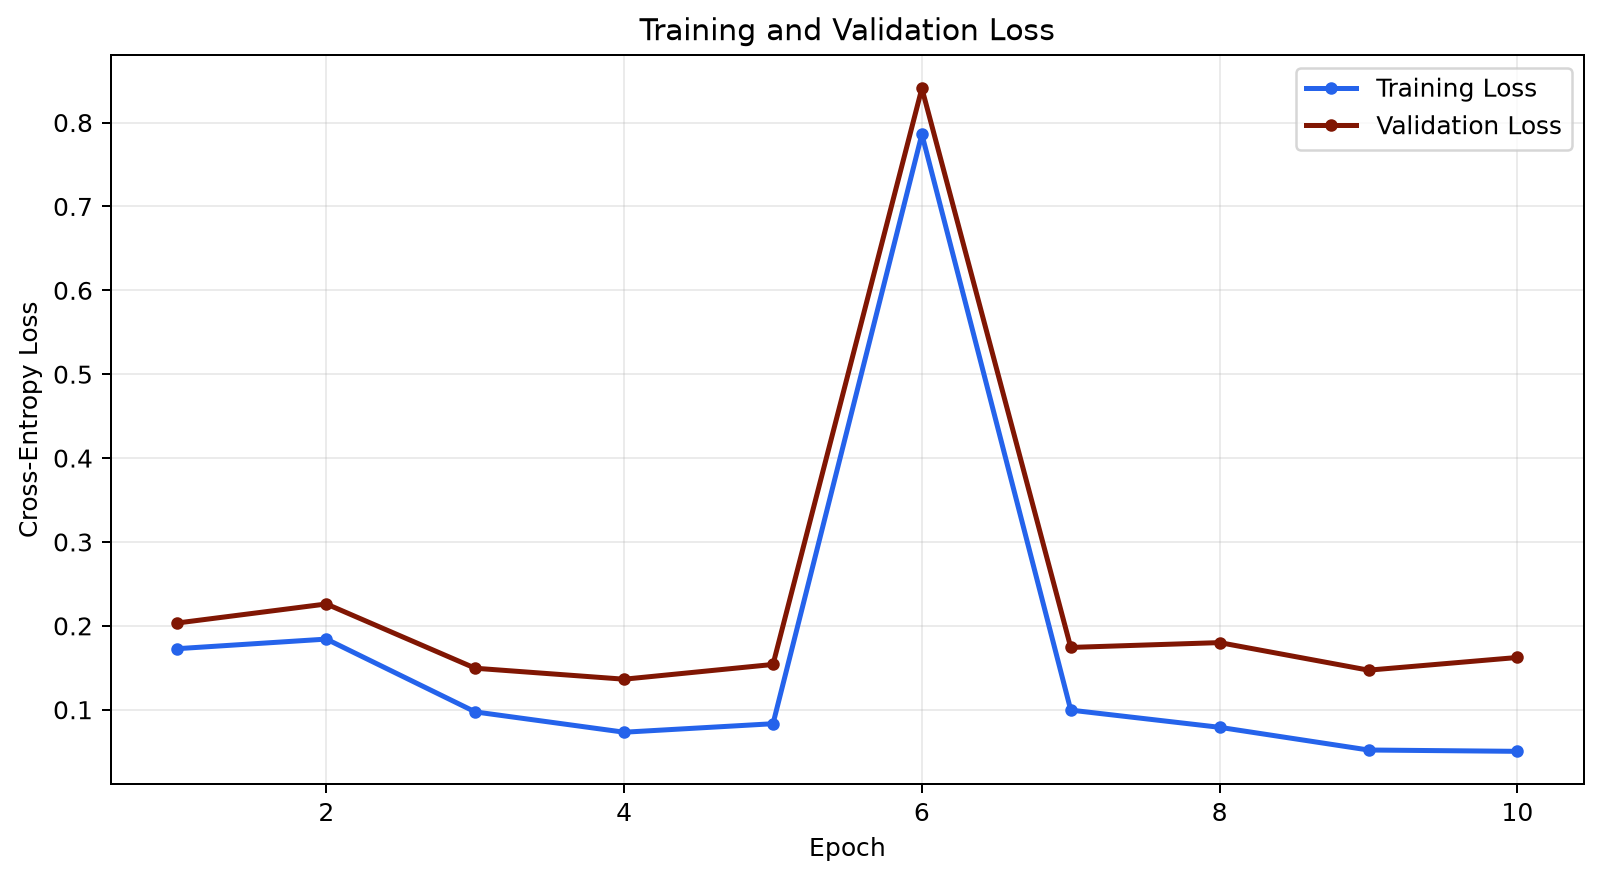 Training and Validation Loss
Training Loss
Validation Loss
Cross-Entropy Loss
0.8
0.7
0.6
0.5
0.4
0.3
0.2
0.1
2 4 6 8 10
Epoch